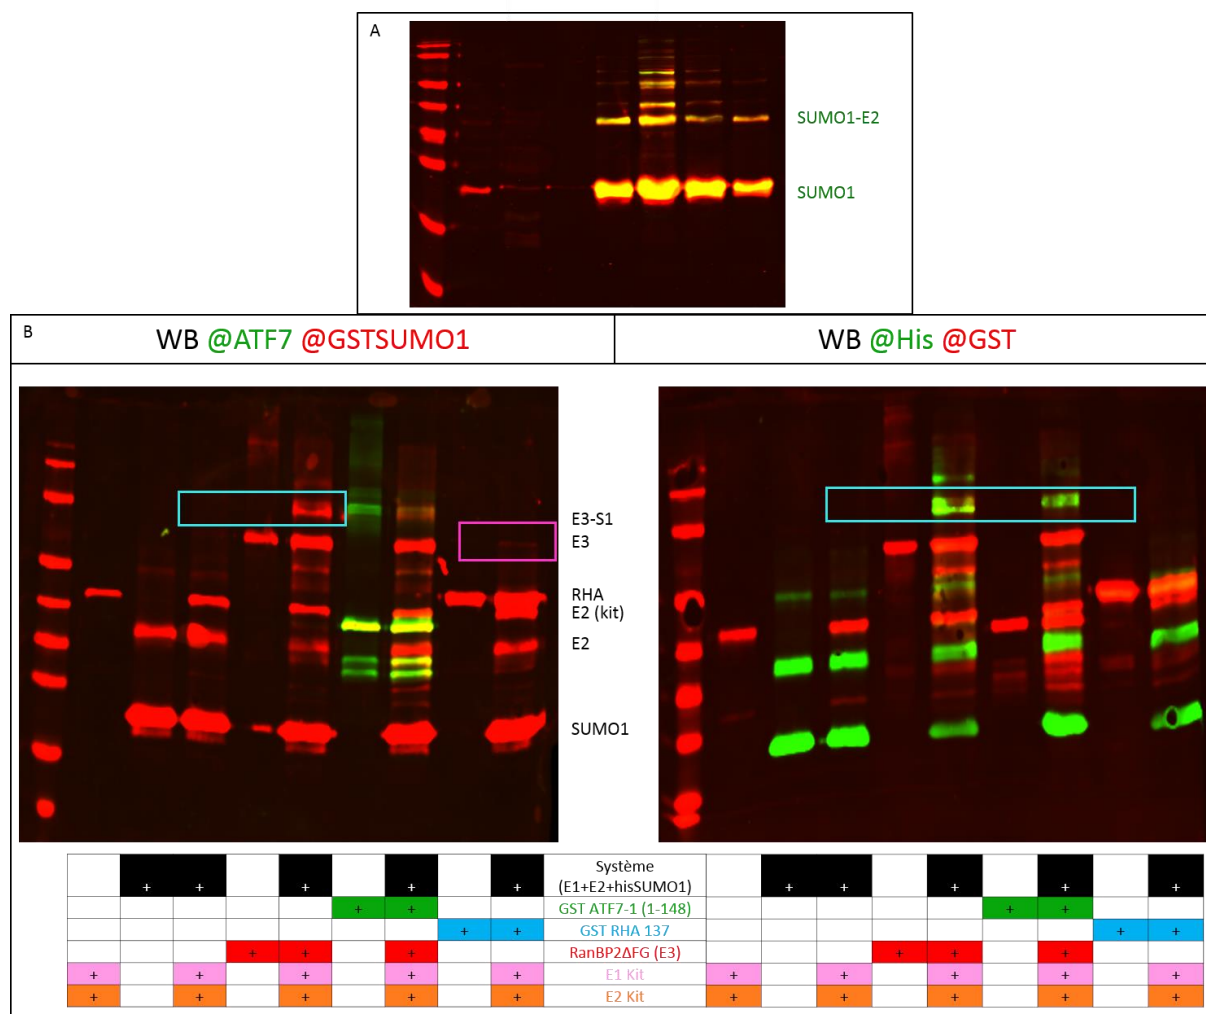 A
SUMO1-E2
SUMO1
B
WB @ATF7 @GSTSUMO1
WB @His @GST
E3-S1
E3
RHA
E2 (kit)
E2
SUMO1
Système
+ + + + + (E1+E2+hisSUMO1) + + + + +
+ + GST ATF7-1 (1-148) + +
+ + GST RHA 137 + +
+ + + RanBP2ΔFG (E3) + + +
+ + + + + E1 Kit + + + + +
+ + + + + E2 Kit + + + + +